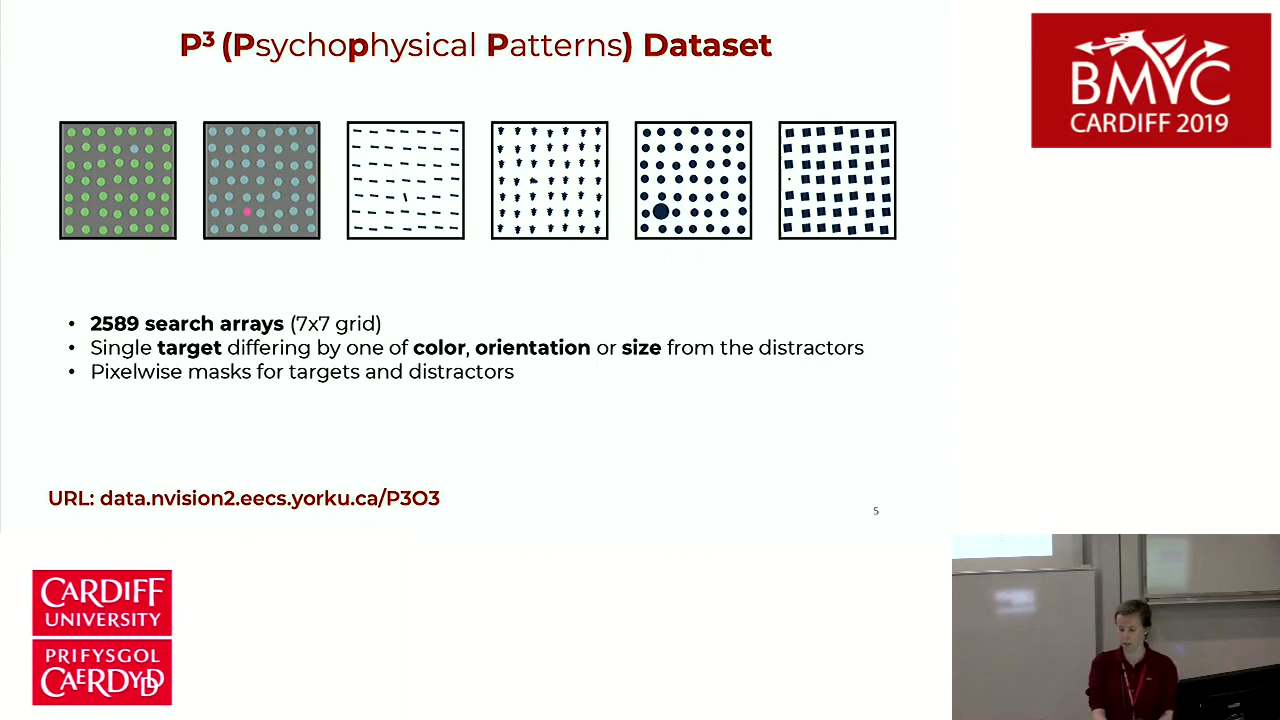 P³ (Psychophysical Patterns) Dataset
BMVC
CARDIFF 2019
• 2589 search arrays (7x7 grid)
• Single target differing by one of color, orientation or size from the distractors
• Pixelwise masks for targets and distractors
URL: data.nvision2.eecs.yorku.ca/P3O3
5
CARDIFF
UNIVERSITY
PRIFYSGOL
CAERDYDD